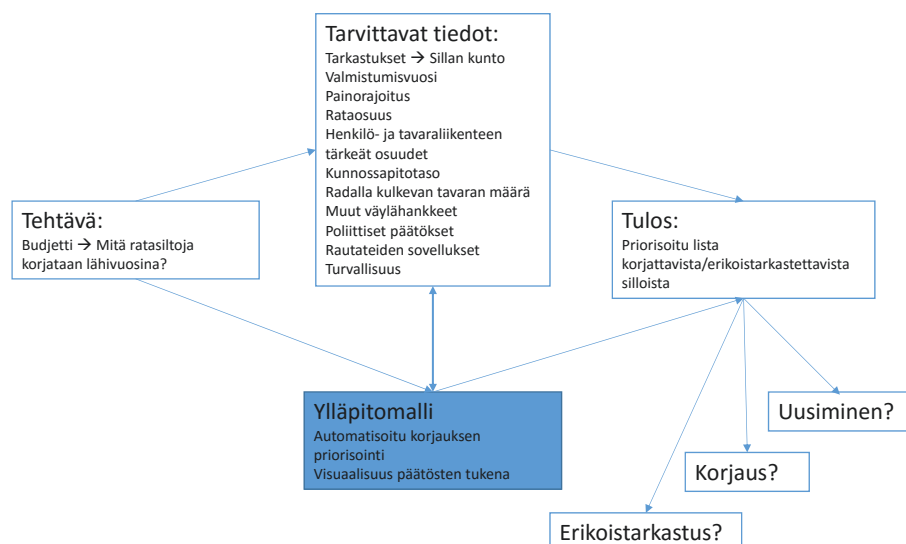 Tarvittavat tiedot:
Tarkastukset → Sillan kunto
Valmistumisvuosi
Painorajoitus
Rataosuus
Henkilö- ja tavaraliikenteen
tärkeät osuudet
Kunnossapitotaso
Radalla kulkevan tavaran määrä
Muut väylähankkeet
Poliittiset päätökset
Rautateiden sovellukset
Turvallisuus
Tehtävä:
Budjetti → Mitä ratasiltoja
korjataan lähivuosina?
Tulos:
Priorisoitu lista
korjattavista/erikoistarkastettavista
silloista
Ylläpitomalli
Automatisoitu korjauksen
priorisointi
Visuaalisuus päätösten tukena
Uusiminen?
Korjaus?
Erikoistarkastus?